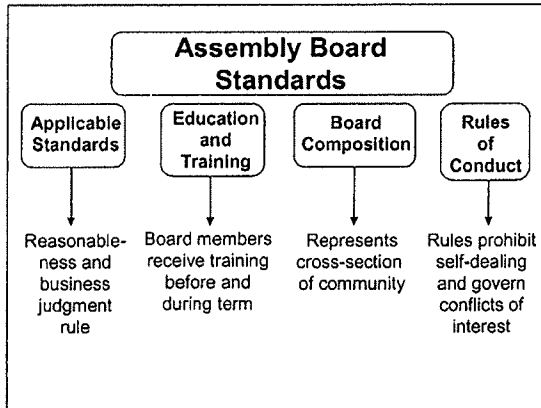 Assembly Board
Standards
Applicable
Standards
Education
and
Training
Board
Composition
Rules
of
Conduct
Reasonable-
ness and
business
judgment
rule
Board members
receive training
before and
during term
Represents
cross-section
of community
Rules prohibit
self-dealing
and govern
conflicts of
interest